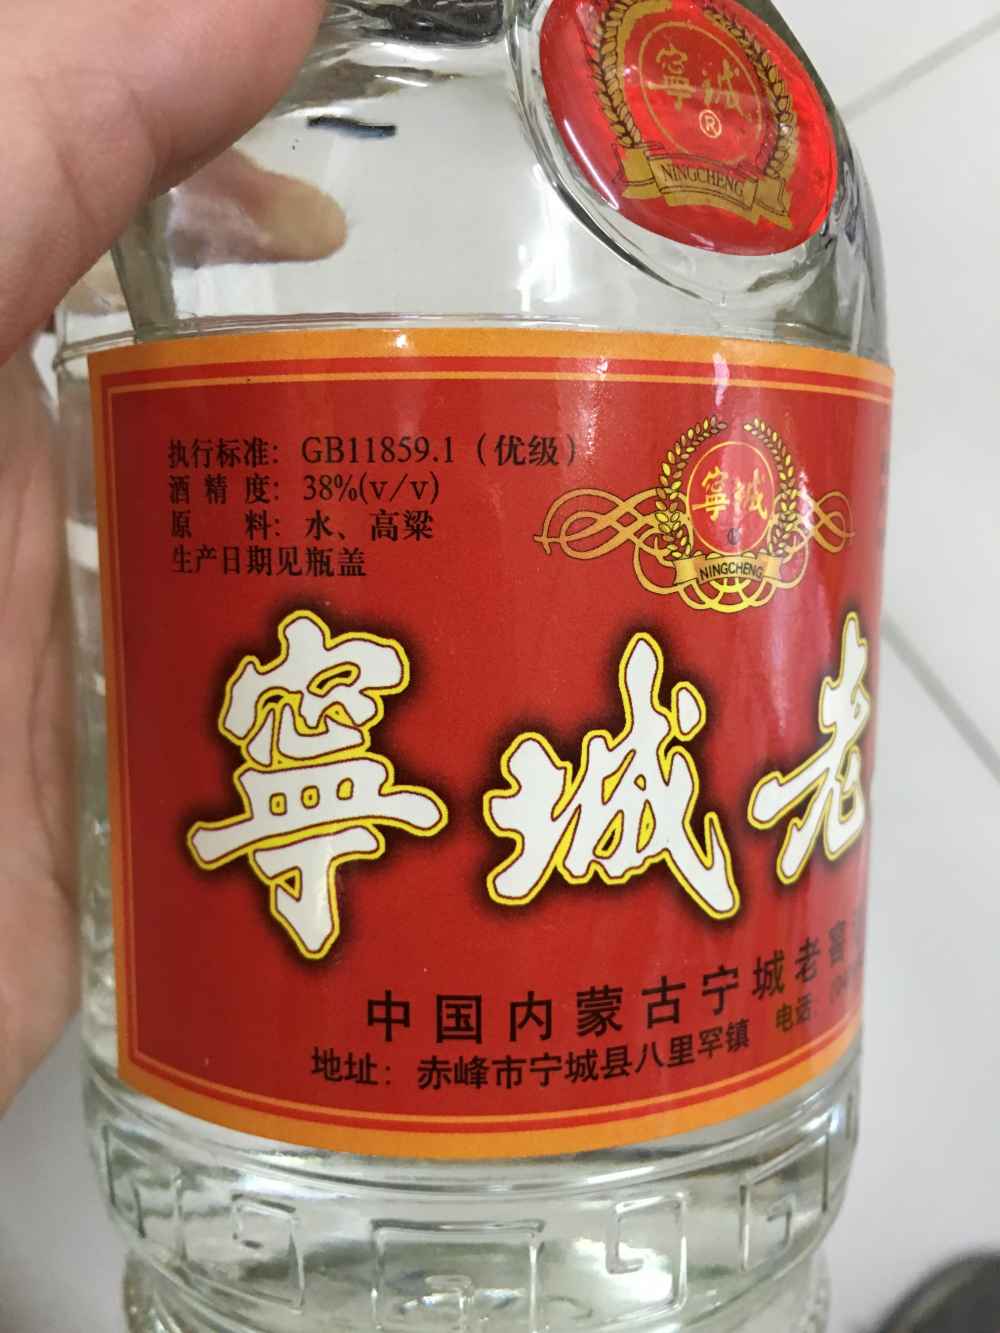 寧诚
®
NINGCHENG
执行标准：GB11859.1（优级）
酒精度：38%(v/v)
原料：水、高粱
生产日期见瓶盖
寧城
NINGCHENG
寧城老
中国内蒙古宁城老窖
地址：赤峰市宁城县八里罕镇 电话